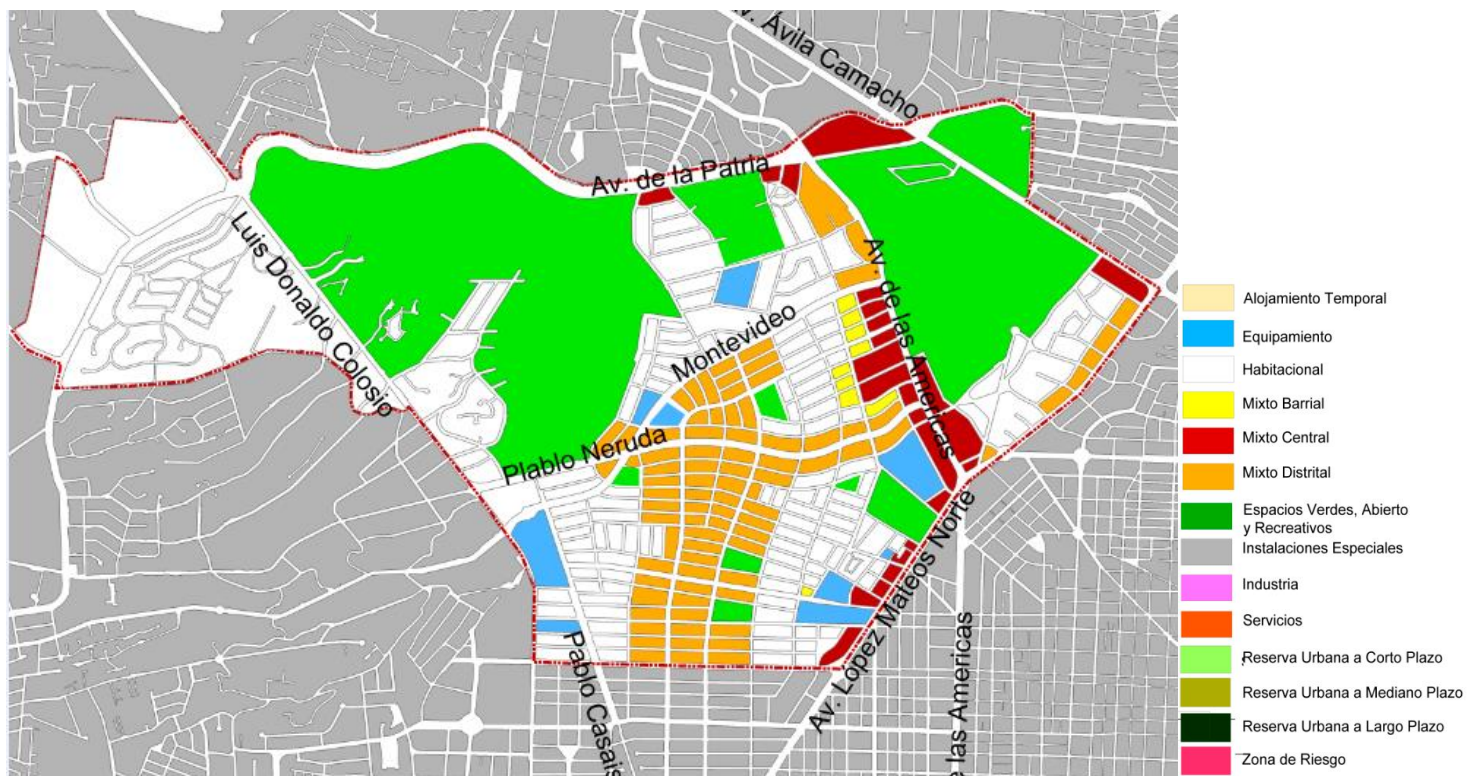 v. Ávila Camacho
Av. de la Patria
Luis Donaldo Colosio
Av. de las Americas
Montevideo
Plablo Neruda
Av. López Mateos Norte
Pablo Casals
e las Americas
Alojamiento Temporal
Equipamiento
Habitacional
Mixto Barrial
Mixto Central
Mixto Distrital
Espacios Verdes, Abierto
y Recreativos
Instalaciones Especiales
Industria
Servicios
Reserva Urbana a Corto Plazo
Reserva Urbana a Mediano Plazo
Reserva Urbana a Largo Plazo
Zona de Riesgo